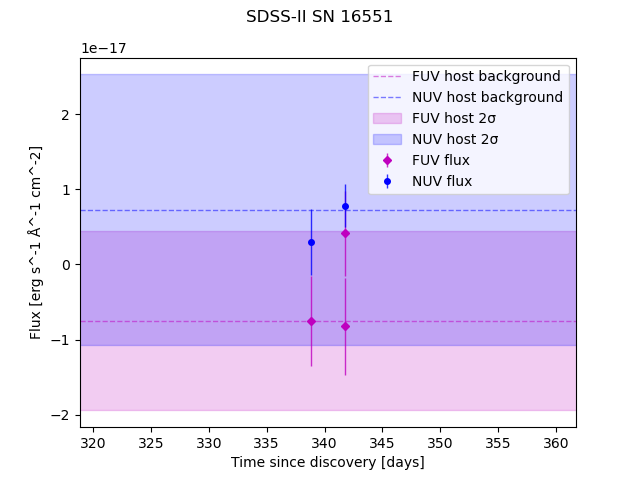 SDSS-II SN 16551
1e−17
FUV host background
NUV host background
FUV host 2σ
NUV host 2σ
FUV flux
NUV flux
2
1
0
−1
−2
Flux [erg s^-1 Å^-1 cm^-2]
320 325 330 335 340 345 350 355 360
Time since discovery [days]